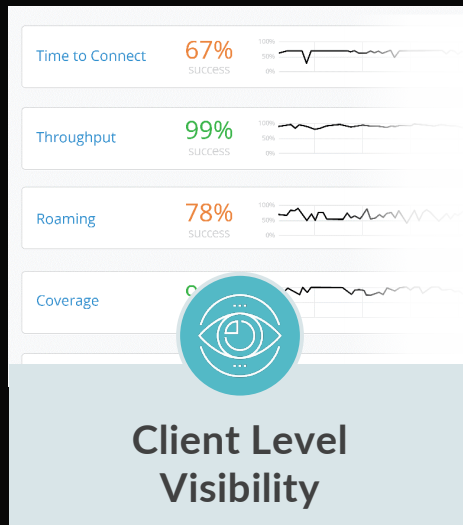 Time to Connect 67% success 100% 50% 0%
Throughput 99% success 100% 50% 0%
Roaming 78% success 100% 50% 0%
Coverage
Client Level
Visibility